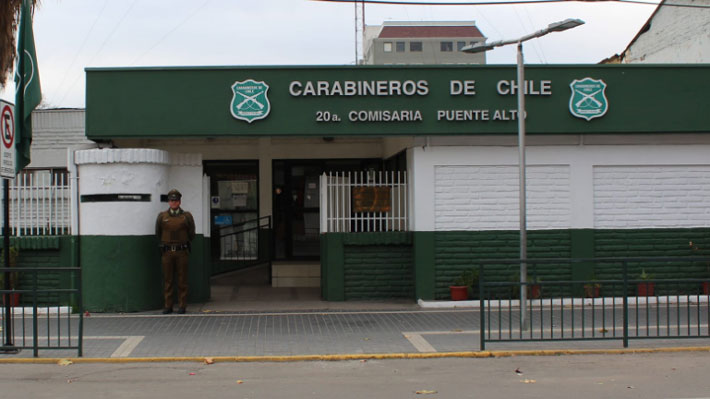 CARABINEROS DE CHILE
20a. COMISARIA PUENTE ALTO